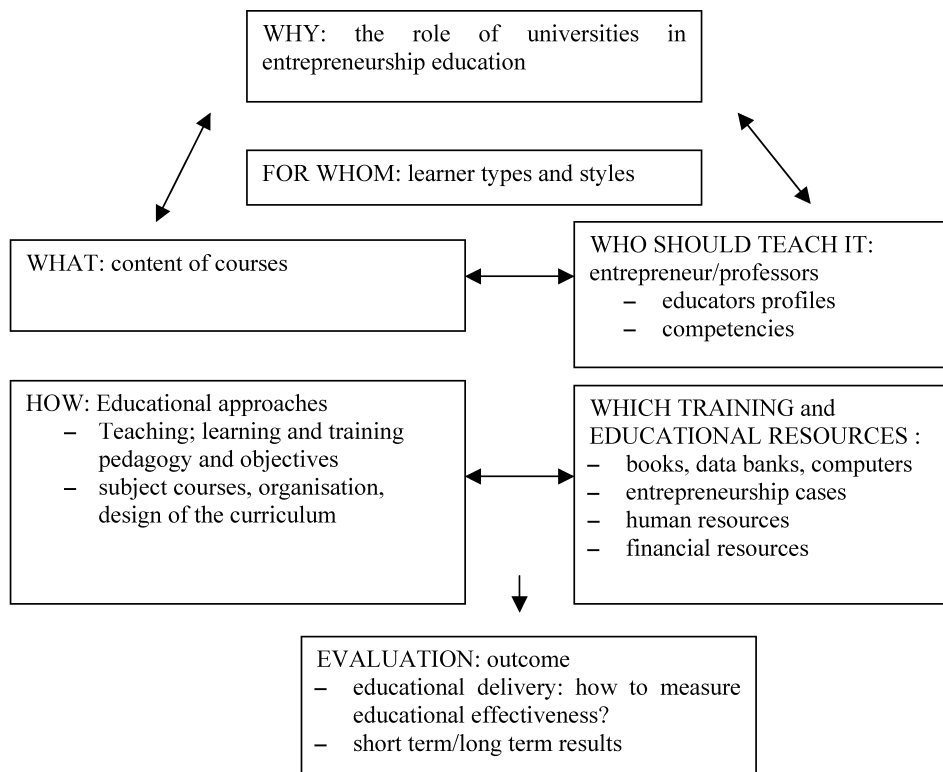 WHY: the role of universities in
entrepreneurship education
FOR WHOM: learner types and styles
WHAT: content of courses
WHO SHOULD TEACH IT:
entrepreneur/professors
– educators profiles
– competencies
HOW: Educational approaches
– Teaching; learning and training
pedagogy and objectives
– subject courses, organisation,
design of the curriculum
WHICH TRAINING and
EDUCATIONAL RESOURCES :
– books, data banks, computers
– entrepreneurship cases
– human resources
– financial resources
EVALUATION: outcome
– educational delivery: how to measure
educational effectiveness?
– short term/long term results